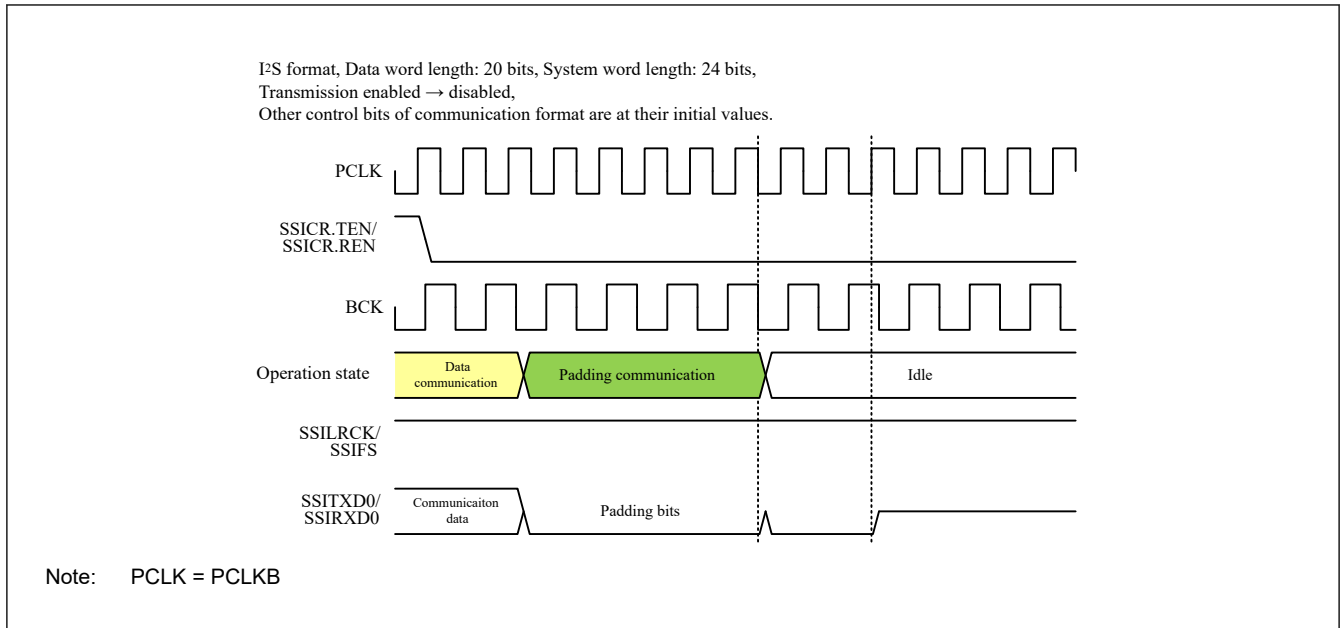 I²S format, Data word length: 20 bits, System word length: 24 bits,
Transmission enabled → disabled,
Other control bits of communication format are at their initial values.
PCLK
SSICR.TEN/
SSICR.REN
BCK
Operation state
Data
communication
Padding communication
Idle
SSILRCK/
SSIFS
SSITXD0/
SSIRXD0
Communicaiton
data
Padding bits
Note: PCLK = PCLKB